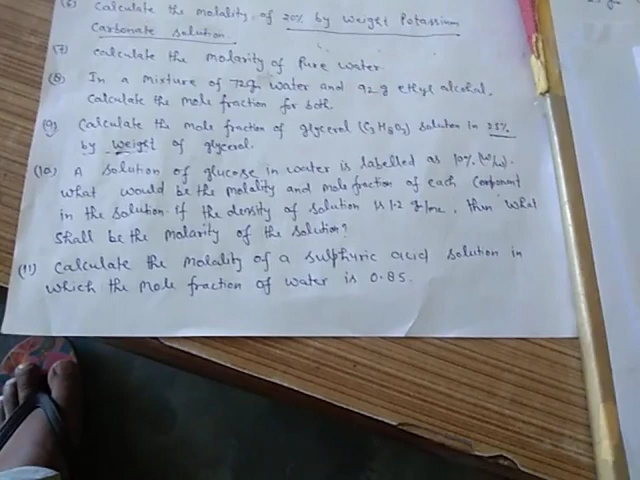 (6) Calculate the molality of 20% by weight Potassium
Carbonate solution.
(7) Calculate the molarity of Pure water.
(8) In a mixture of 72g water and 92g ethyl alcohol.
Calculate the mole fraction for both.
(9) Calculate the mole fraction of glycerol (C3H8O3) solution in 23%
by weight of glycerol.
(10) A solution of glucose in water is labelled as 10% (w/w).
what would be the molality and mole fraction of each component
in the solution. If the density of solution is 1.2 g/mL, then what
shall be the molarity of the solution?
(11) Calculate the molality of a sulphuric acid solution in
which the mole fraction of water is 0.85.